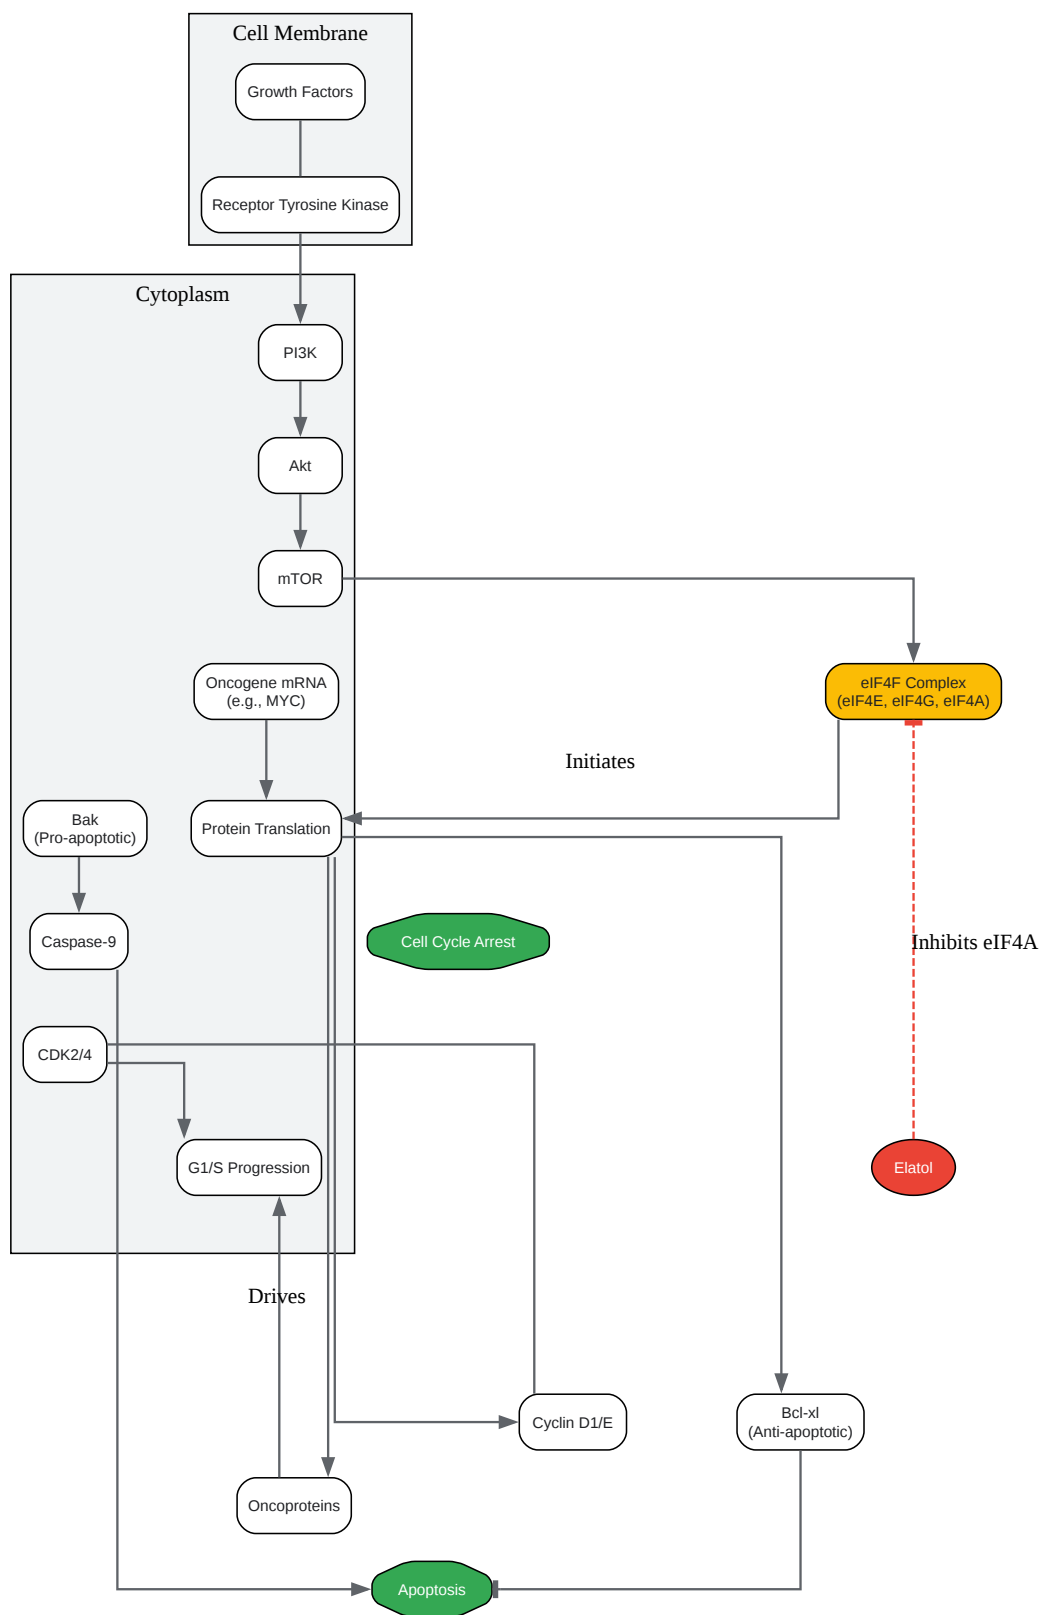 Cell Membrane
Growth Factors
Receptor Tyrosine Kinase
Cytoplasm
PI3K
Akt
mTOR
Oncogene mRNA
(e.g., MYC)
eIF4F Complex
(eIF4E, eIF4G, eIF4A)
Initiates
Bak
(Pro-apoptotic)
Protein Translation
Caspase-9
Cell Cycle Arrest
Inhibits eIF4A
CDK2/4
G1/S Progression
Elatol
Drives
Cyclin D1/E
Bcl-xl
(Anti-apoptotic)
Oncoproteins
Apoptosis